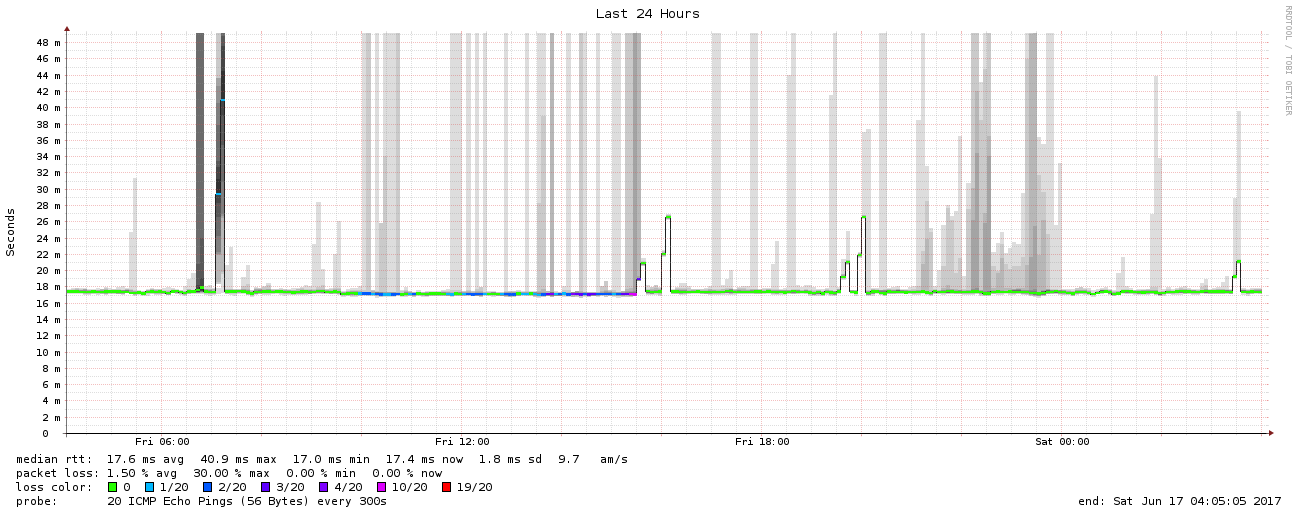 Last 24 Hours
RRDTOOL / TOBI OETIKER
Seconds
48 m
46 m
44 m
42 m
40 m
38 m
36 m
34 m
32 m
30 m
28 m
26 m
24 m
22 m
20 m
18 m
16 m
14 m
12 m
10 m
8 m
6 m
4 m
2 m
0
Fri 06:00 Fri 12:00 Fri 18:00 Sat 00:00
median rtt: 17.6 ms avg 40.9 ms max 17.0 ms min 17.4 ms now 1.8 ms sd 9.7 am/s
packet loss: 1.50 % avg 30.00 % max 0.00 % min 0.00 % now
loss color: 0 1/20 2/20 3/20 4/20 10/20 19/20
probe: 20 ICMP Echo Pings (56 Bytes) every 300s end: Sat Jun 17 04:05:05 2017